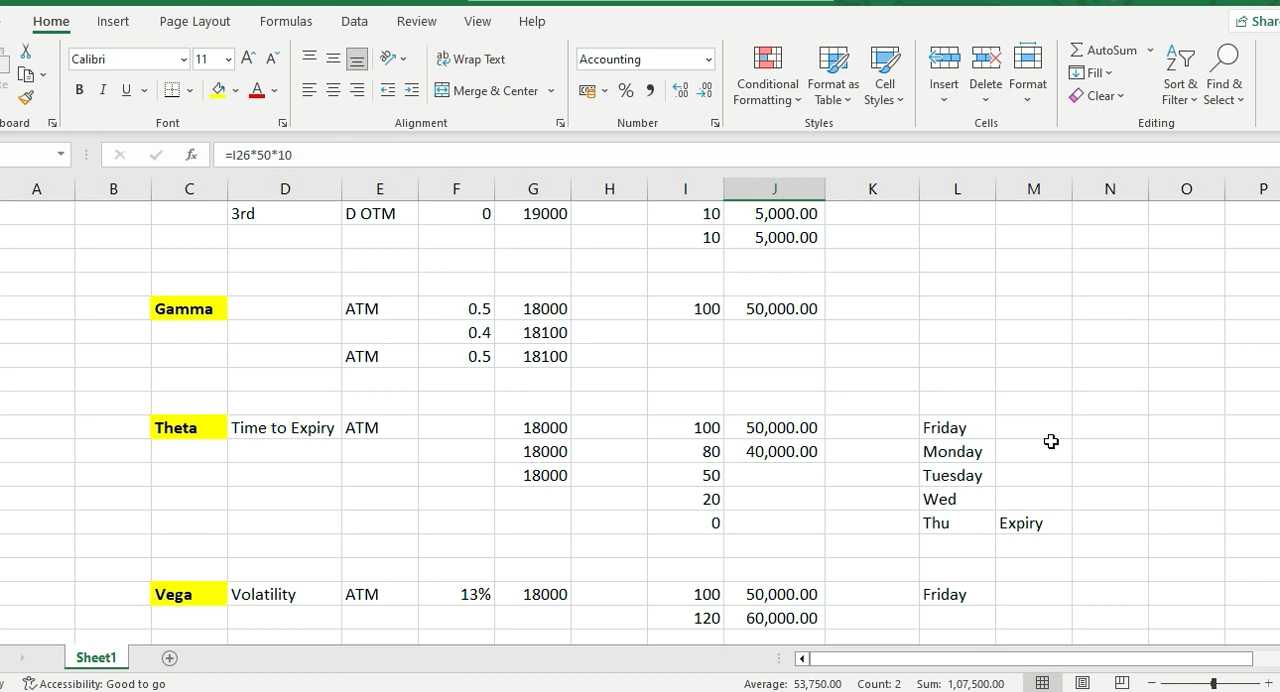 Home Insert Page Layout Formulas Data Review View Help
Calibri 11 Wrap Text Accounting AutoSum
Conditional Format as Cell Insert Delete Format Fill Sort & Find &
B I U Merge & Center Formatting Table Styles Clear Filter Select
Font Alignment Number Styles Cells Editing
fx =I26*50*10
A B C D E F G H I J K L M N O P
3rd D OTM 0 19000 10 5,000.00
10 5,000.00
Gamma ATM 0.5 18000 100 50,000.00
0.4 18100
ATM 0.5 18100
Theta Time to Expiry ATM 18000 100 50,000.00 Friday
18000 80 40,000.00 Monday
18000 50 Tuesday
20 Wed
0 Thu Expiry
Vega Volatility ATM 13% 18000 100 50,000.00 Friday
120 60,000.00
Sheet1
Accessibility: Good to go Average: 53,750.00 Count: 2 Sum: 1,07,500.00